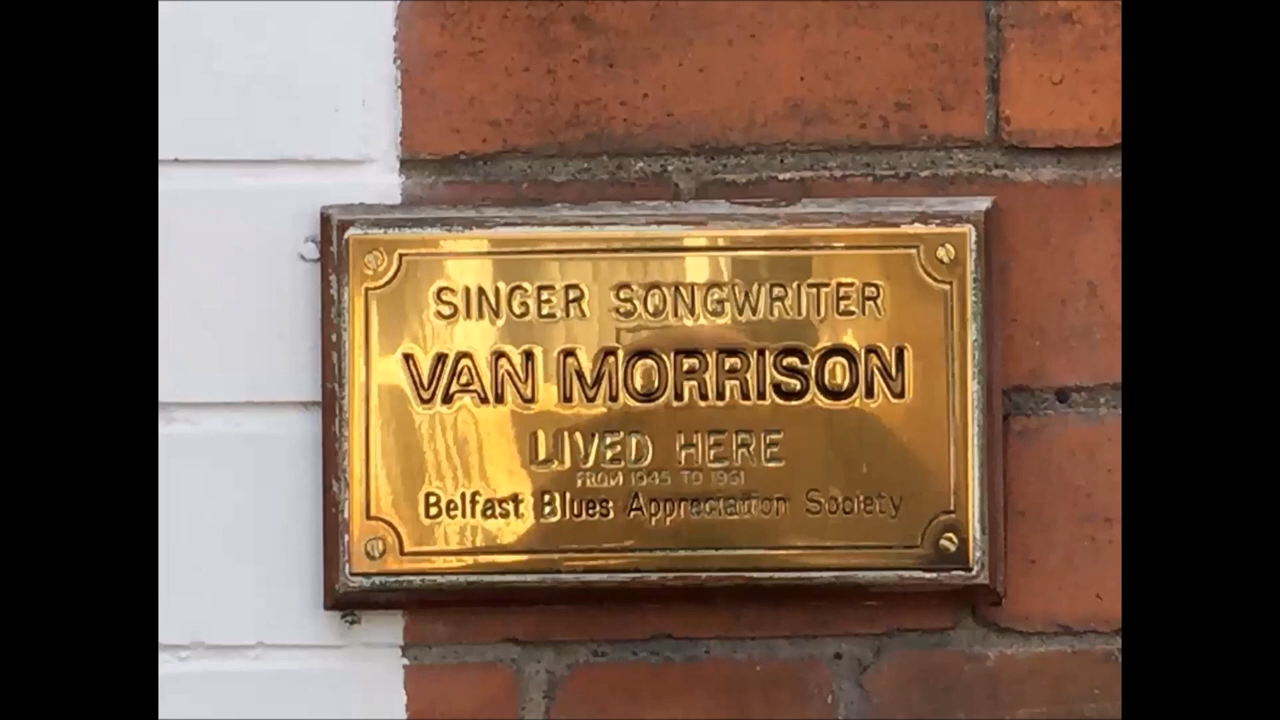 SINGER SONGWRITER
VAN MORRISON
LIVED HERE
FROM 1945 TO 1961
Belfast Blues Appreciation Society